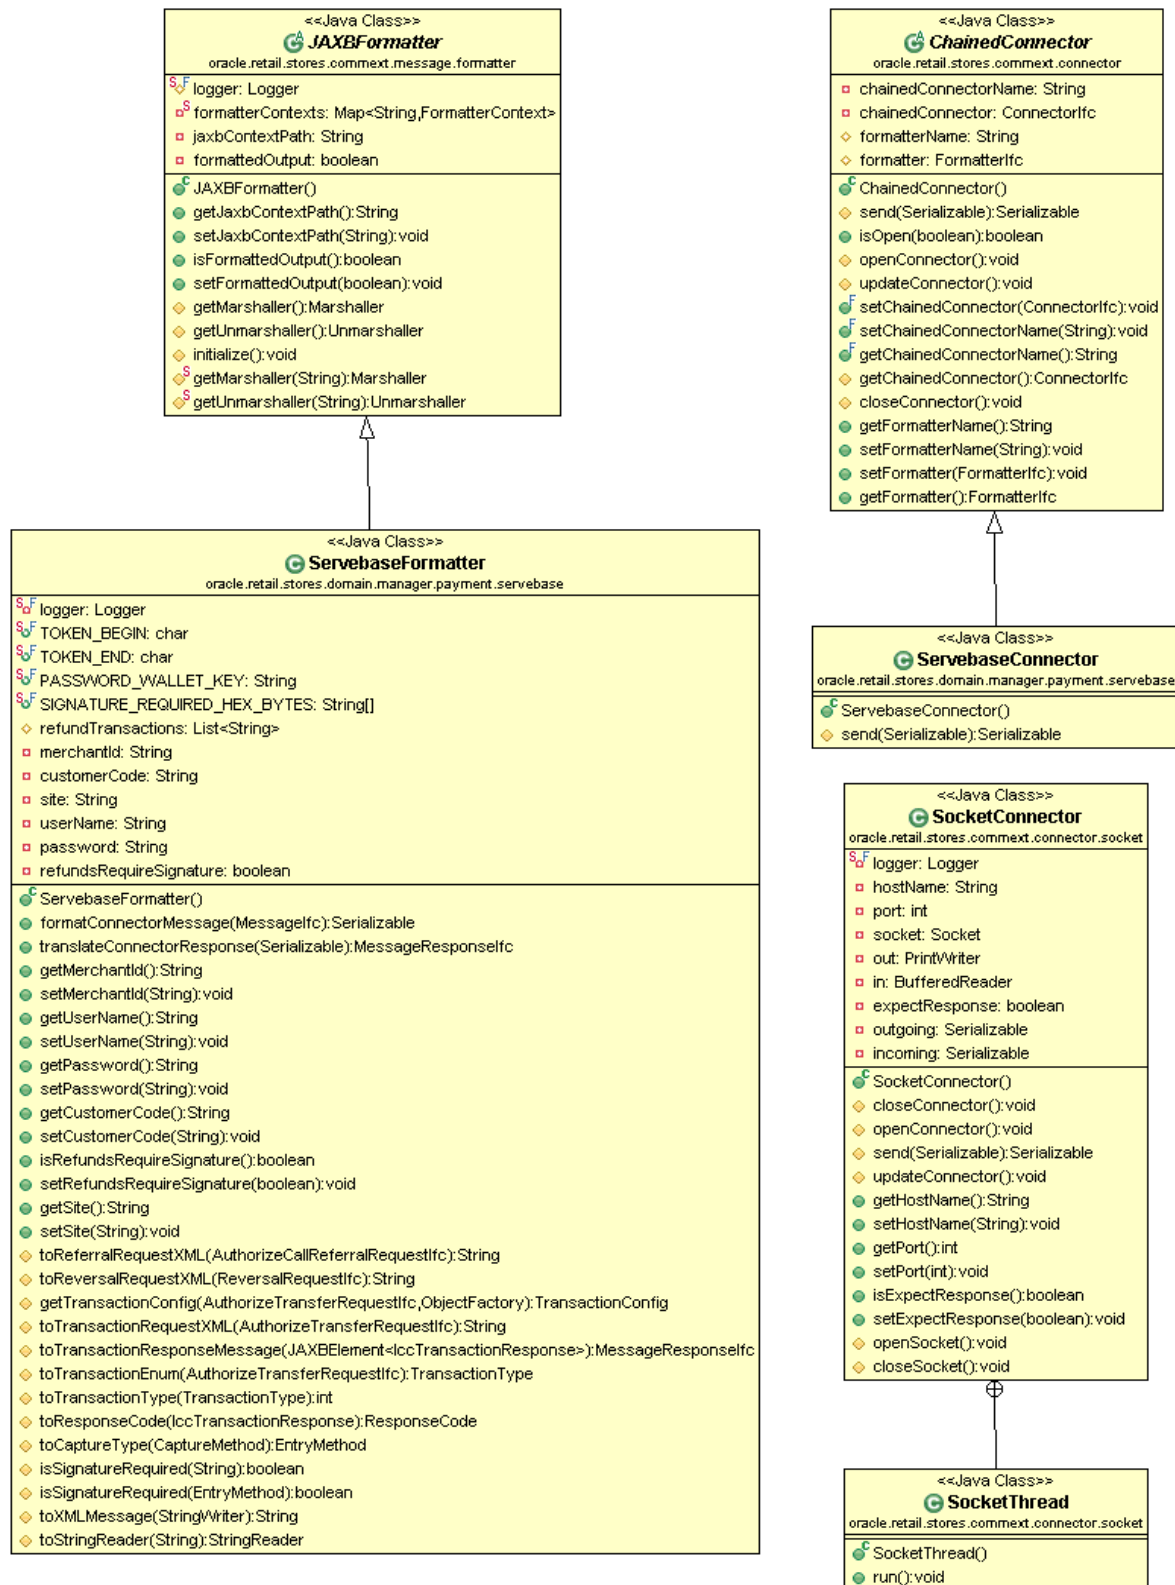 <<Java Class>>
JAXBFormatter
oracle.retail.stores.commext.message.formatter
logger: Logger
formatterContexts: Map<String,FormatterContext>
jaxbContextPath: String
formattedOutput: boolean
JAXBFormatter()
getJaxbContextPath():String
setJaxbContextPath(String):void
isFormattedOutput():boolean
setFormattedOutput(boolean):void
getMarshaller():Marshaller
getUnmarshaller():Unmarshaller
initialize():void
getMarshaller(String):Marshaller
getUnmarshaller(String):Unmarshaller
<<Java Class>>
ServebaseFormatter
oracle.retail.stores.domain.manager.payment.servebase
logger: Logger
TOKEN_BEGIN: char
TOKEN_END: char
PASSWORD_WALLET_KEY: String
SIGNATURE_REQUIRED_HEX_BYTES: String[]
refundTransactions: List<String>
merchantId: String
customerCode: String
site: String
userName: String
password: String
refundsRequireSignature: boolean
ServebaseFormatter()
formatConnectorMessage(MessageIfc):Serializable
translateConnectorResponse(Serializable):MessageResponseIfc
getMerchantId():String
setMerchantId(String):void
getUserName():String
setUserName(String):void
getPassword():String
setPassword(String):void
getCustomerCode():String
setCustomerCode(String):void
isRefundsRequireSignature():boolean
setRefundsRequireSignature(boolean):void
getSite():String
setSite(String):void
toReferralRequestXML(AuthorizeCallReferralRequestIfc):String
toReversalRequestXML(ReversalRequestIfc):String
getTransactionConfig(AuthorizeTransferRequestIfc,ObjectFactory):TransactionConfig
toTransactionRequestXML(AuthorizeTransferRequestIfc):String
toTransactionResponseMessage(JAXBElement<IccTransactionResponse>):MessageResponseIfc
toTransactionEnum(AuthorizeTransferRequestIfc):TransactionType
toTransactionType(TransactionType):int
toResponseCode(IccTransactionResponse):ResponseCode
toCaptureType(CaptureMethod):EntryMethod
isSignatureRequired(String):boolean
isSignatureRequired(EntryMethod):boolean
toXMLMessage(StringWriter):String
toStringReader(String):StringReader
<<Java Class>>
ChainedConnector
oracle.retail.stores.commext.connector
chainedConnectorName: String
chainedConnector: ConnectorIfc
formatterName: String
formatter: FormatterIfc
ChainedConnector()
send(Serializable):Serializable
isOpen(boolean):boolean
openConnector():void
updateConnector():void
setChainedConnector(ConnectorIfc):void
setChainedConnectorName(String):void
getChainedConnectorName():String
getChainedConnector():ConnectorIfc
closeConnector():void
getFormatterName():String
setFormatterName(String):void
setFormatter(FormatterIfc):void
getFormatter():FormatterIfc
<<Java Class>>
ServebaseConnector
oracle.retail.stores.domain.manager.payment.servebase
ServebaseConnector()
send(Serializable):Serializable
<<Java Class>>
SocketConnector
oracle.retail.stores.commext.connector.socket
logger: Logger
hostName: String
port: int
socket: Socket
out: PrintWriter
in: BufferedReader
expectResponse: boolean
outgoing: Serializable
incoming: Serializable
SocketConnector()
closeConnector():void
openConnector():void
send(Serializable):Serializable
updateConnector():void
getHostName():String
setHostName(String):void
getPort():int
setPort(int):void
isExpectResponse():boolean
setExpectResponse(boolean):void
openSocket():void
closeSocket():void
<<Java Class>>
SocketThread
oracle.retail.stores.commext.connector.socket
SocketThread()
run():void